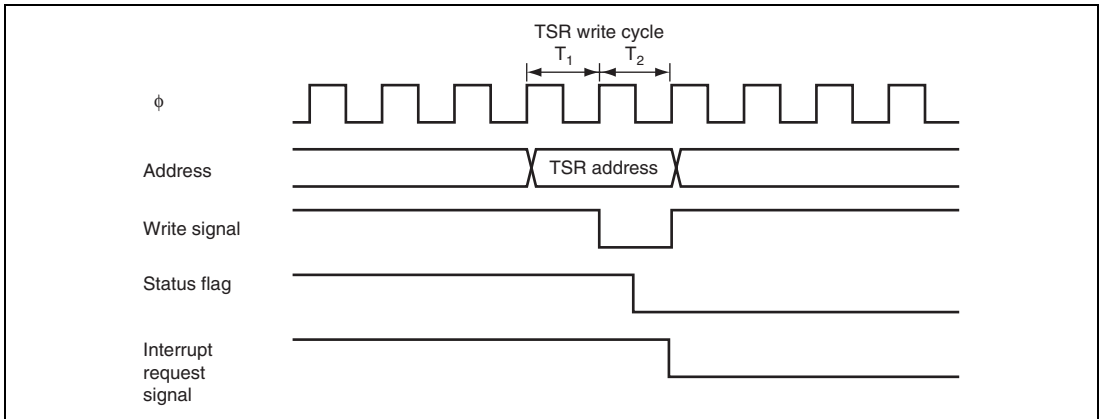 TSR write cycle
T1 T2
ϕ
Address
TSR address
Write signal
Status flag
Interrupt
request
signal